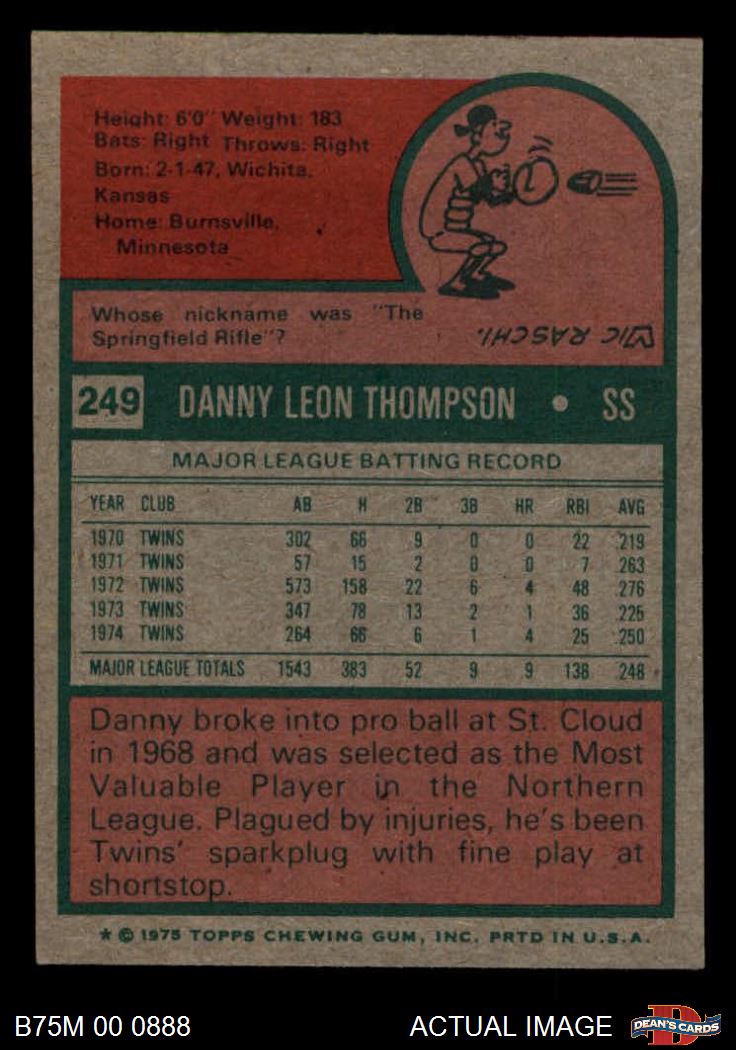 Height: 6'0" Weight: 183
Bats: Right Throws: Right
Born: 2-1-47, Wichita,
Kansas
Home: Burnsville,
Minnesota
Whose nickname was "The
Springfield Rifle"?
VIC RASCHI.
249 DANNY LEON THOMPSON • SS
MAJOR LEAGUE BATTING RECORD
YEAR CLUB AB H 2B 3B HR RBI AVG
1970 TWINS 302 66 9 0 0 22 .219
1971 TWINS 57 15 2 0 0 7 .263
1972 TWINS 573 158 22 6 4 48 .276
1973 TWINS 347 78 13 2 1 36 .225
1974 TWINS 264 66 6 1 4 25 .250
MAJOR LEAGUE TOTALS 1543 383 52 9 9 138 .248
Danny broke into pro ball at St. Cloud
in 1968 and was selected as the Most
Valuable Player in the Northern
League. Plagued by injuries, he's been
Twins' sparkplug with fine play at
shortstop.
* © 1975 TOPPS CHEWING GUM, INC. PRTD IN U.S.A.
B75M 00 0888 ACTUAL IMAGE
D
DEAN'S CARDS